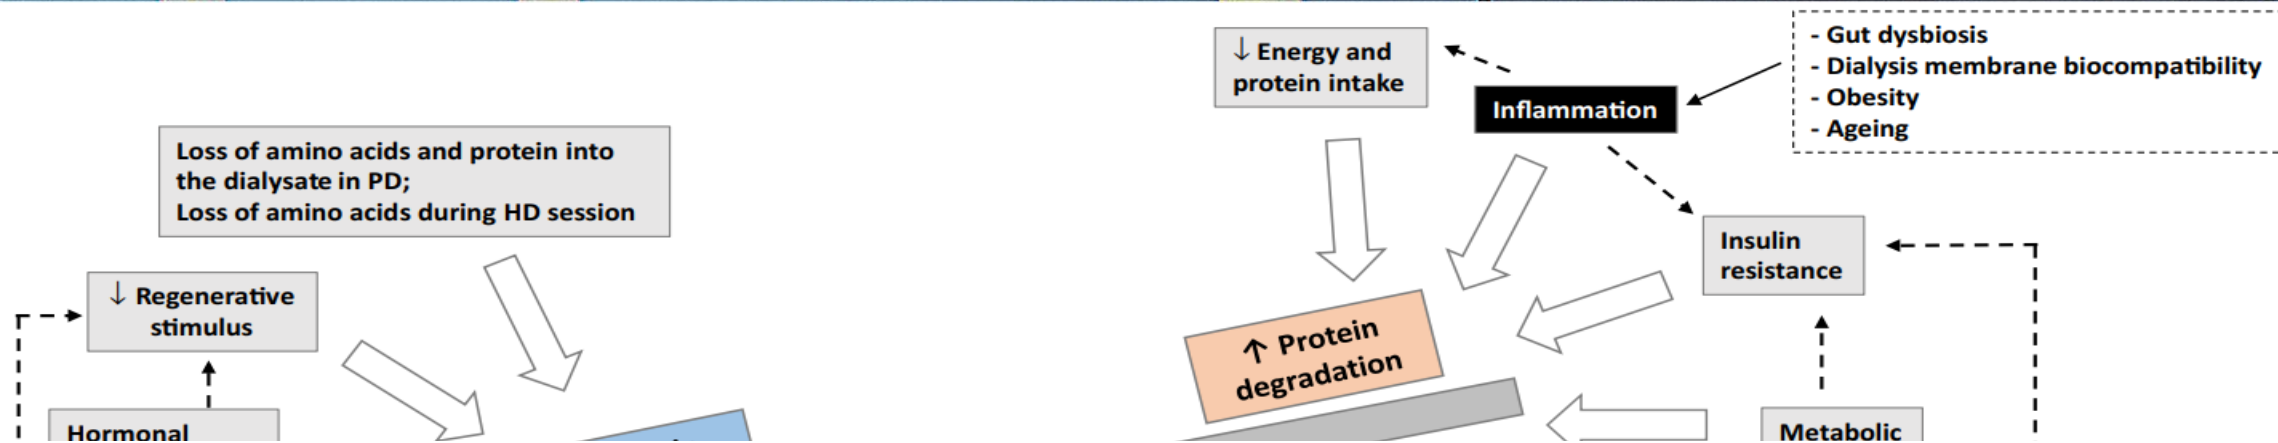 ↓ Energy and
protein intake
Inflammation
- Gut dysbiosis
- Dialysis membrane biocompatibility
- Obesity
- Ageing
Loss of amino acids and protein into
the dialysate in PD;
Loss of amino acids during HD session
Insulin
resistance
↓ Regenerative
stimulus
↑ Protein
degradation
Hormonal
Metabolic